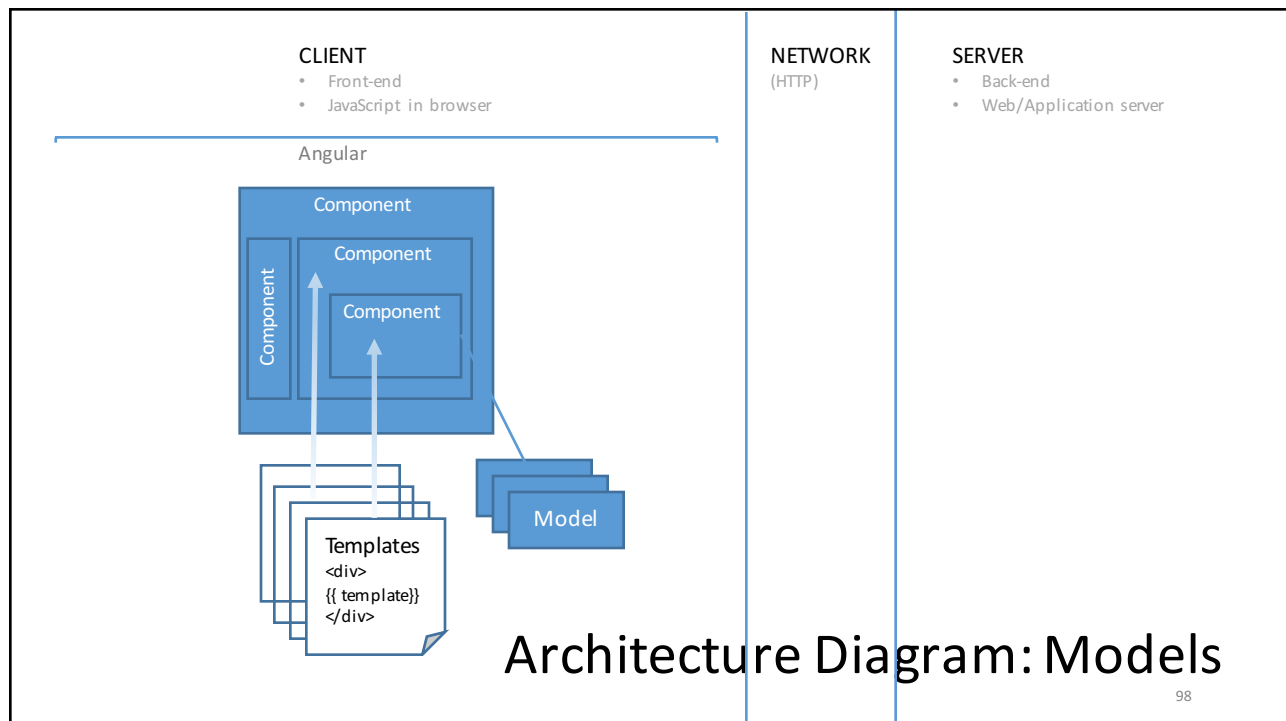 CLIENT
• Front-end
• JavaScript in browser
NETWORK
(HTTP)
SERVER
• Back-end
• Web/Application server
Angular
Component
Component
Component
Component
Model
Templates
<div>
{{ template}}
</div>
Architecture Diagram: Models
98